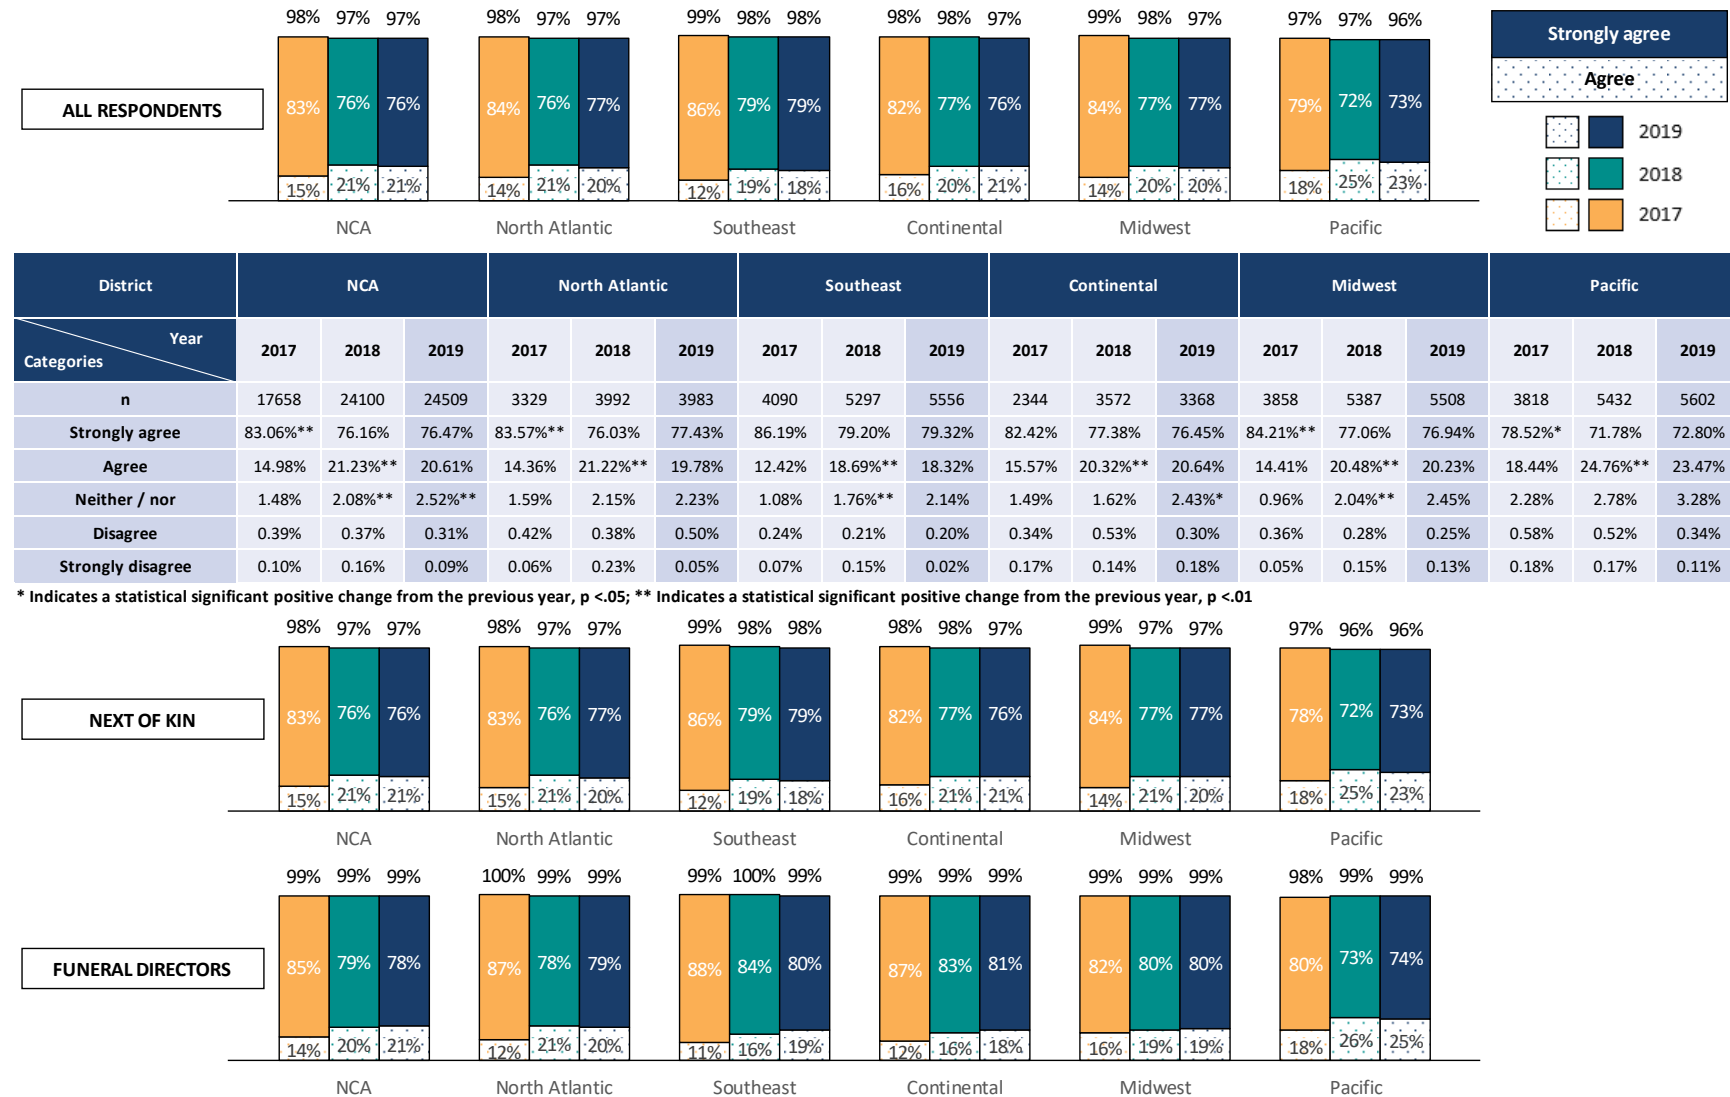 98% 97% 97% 98% 97% 97% 99% 98% 98% 98% 98% 97% 99% 98% 97% 97% 97% 96%
Strongly agree
Agree
ALL RESPONDENTS
83% 76% 76% 84% 76% 77% 86% 79% 79% 82% 77% 76% 84% 77% 77% 79% 72% 73%
15% 21% 21% 14% 21% 20% 12% 19% 18% 16% 20% 21% 14% 20% 20% 18% 25% 23%
2019
2018
2017
NCA North Atlantic Southeast Continental Midwest Pacific
District NCA North Atlantic Southeast Continental Midwest Pacific
Year
Categories
2017 2018 2019 2017 2018 2019 2017 2018 2019 2017 2018 2019 2017 2018 2019 2017 2018 2019
n 17658 24100 24509 3329 3992 3983 4090 5297 5556 2344 3572 3368 3858 5387 5508 3818 5432 5602
Strongly agree 83.06%** 76.16% 76.47% 83.57%** 76.03% 77.43% 86.19% 79.20% 79.32% 82.42% 77.38% 76.45% 84.21%** 77.06% 76.94% 78.52%* 71.78% 72.80%
Agree 14.98% 21.23%** 20.61% 14.36% 21.22%** 19.78% 12.42% 18.69%** 18.32% 15.57% 20.32%** 20.64% 14.41% 20.48%** 20.23% 18.44% 24.76%** 23.47%
Neither / nor 1.48% 2.08%** 2.52%** 1.59% 2.15% 2.23% 1.08% 1.76%** 2.14% 1.49% 1.62% 2.43%* 0.96% 2.04%** 2.45% 2.28% 2.78% 3.28%
Disagree 0.39% 0.37% 0.31% 0.42% 0.38% 0.50% 0.24% 0.21% 0.20% 0.34% 0.53% 0.30% 0.36% 0.28% 0.25% 0.58% 0.52% 0.34%
Strongly disagree 0.10% 0.16% 0.09% 0.06% 0.23% 0.05% 0.07% 0.15% 0.02% 0.17% 0.14% 0.18% 0.05% 0.15% 0.13% 0.18% 0.17% 0.11%
* Indicates a statistical significant positive change from the previous year, p <.05; ** Indicates a statistical significant positive change from the previous year, p <.01
98% 97% 97% 98% 97% 97% 99% 98% 98% 98% 98% 97% 99% 97% 97% 97% 96% 96%
NEXT OF KIN
83% 76% 76% 83% 76% 77% 86% 79% 79% 82% 77% 76% 84% 77% 77% 78% 72% 73%
15% 21% 21% 15% 21% 20% 12% 19% 18% 16% 21% 21% 14% 21% 20% 18% 25% 23%
NCA North Atlantic Southeast Continental Midwest Pacific
99% 99% 99% 100% 99% 99% 99% 100% 99% 99% 99% 99% 99% 99% 99% 98% 99% 99%
FUNERAL DIRECTORS
85% 79% 78% 87% 78% 79% 88% 84% 80% 87% 83% 81% 82% 80% 80% 80% 73% 74%
14% 20% 21% 12% 21% 20% 11% 16% 19% 12% 16% 18% 16% 19% 19% 18% 26% 25%
NCA North Atlantic Southeast Continental Midwest Pacific